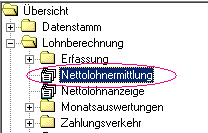 Übersicht
Datenstamm
Lohnberechnung
Erfassung
Nettolohnermittlung
Nettolohnanzeige
Monatsauswertungen
Zahlungsverkehr